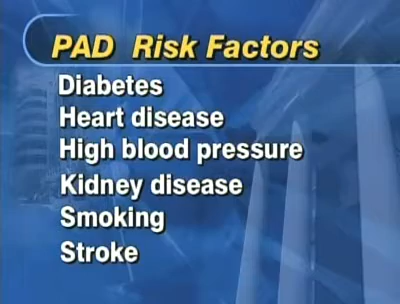 PAD Risk Factors
Diabetes
Heart disease
High blood pressure
Kidney disease
Smoking
Stroke